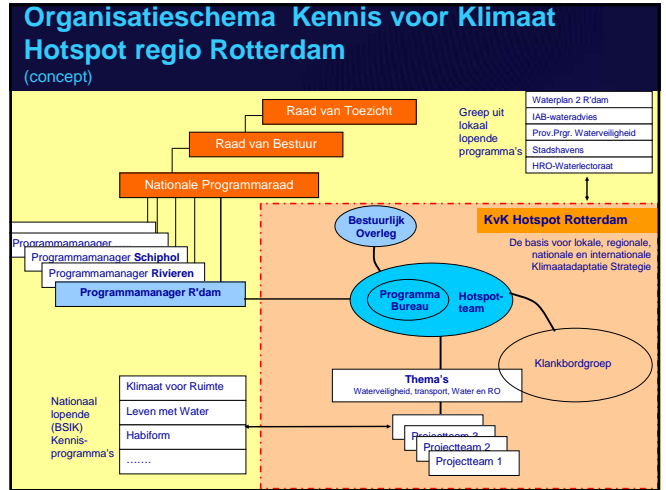 Organisatieschema Kennis voor Klimaat
Hotspot regio Rotterdam
(concept)
Raad van Toezicht
Raad van Bestuur
Nationale Programmaraad
Greep uit
lokaal
lopende
programma's
Waterplan 2 R'dam
IAB-wateradvies
Prov.Prgr. Waterveiligheid
Stadshavens
HRO-Waterlectoraat
Programmamanager
Programmamanager Schiphol
Programmamanager Rivieren
Programmamanager R'dam
Bestuurlijk
Overleg
KvK Hotspot Rotterdam
De basis voor lokale, regionale,
nationale en internationale
Klimaatadaptatie Strategie
Programma
Bureau
Hotspot-
team
Klankbordgroep
Thema's
Waterveiligheid, transport, Water en RO
Nationaal
lopende
(BSIK)
Kennis-
programma's
Klimaat voor Ruimte
Leven met Water
Habiform
…….
Projectteam 3
Projectteam 2
Projectteam 1